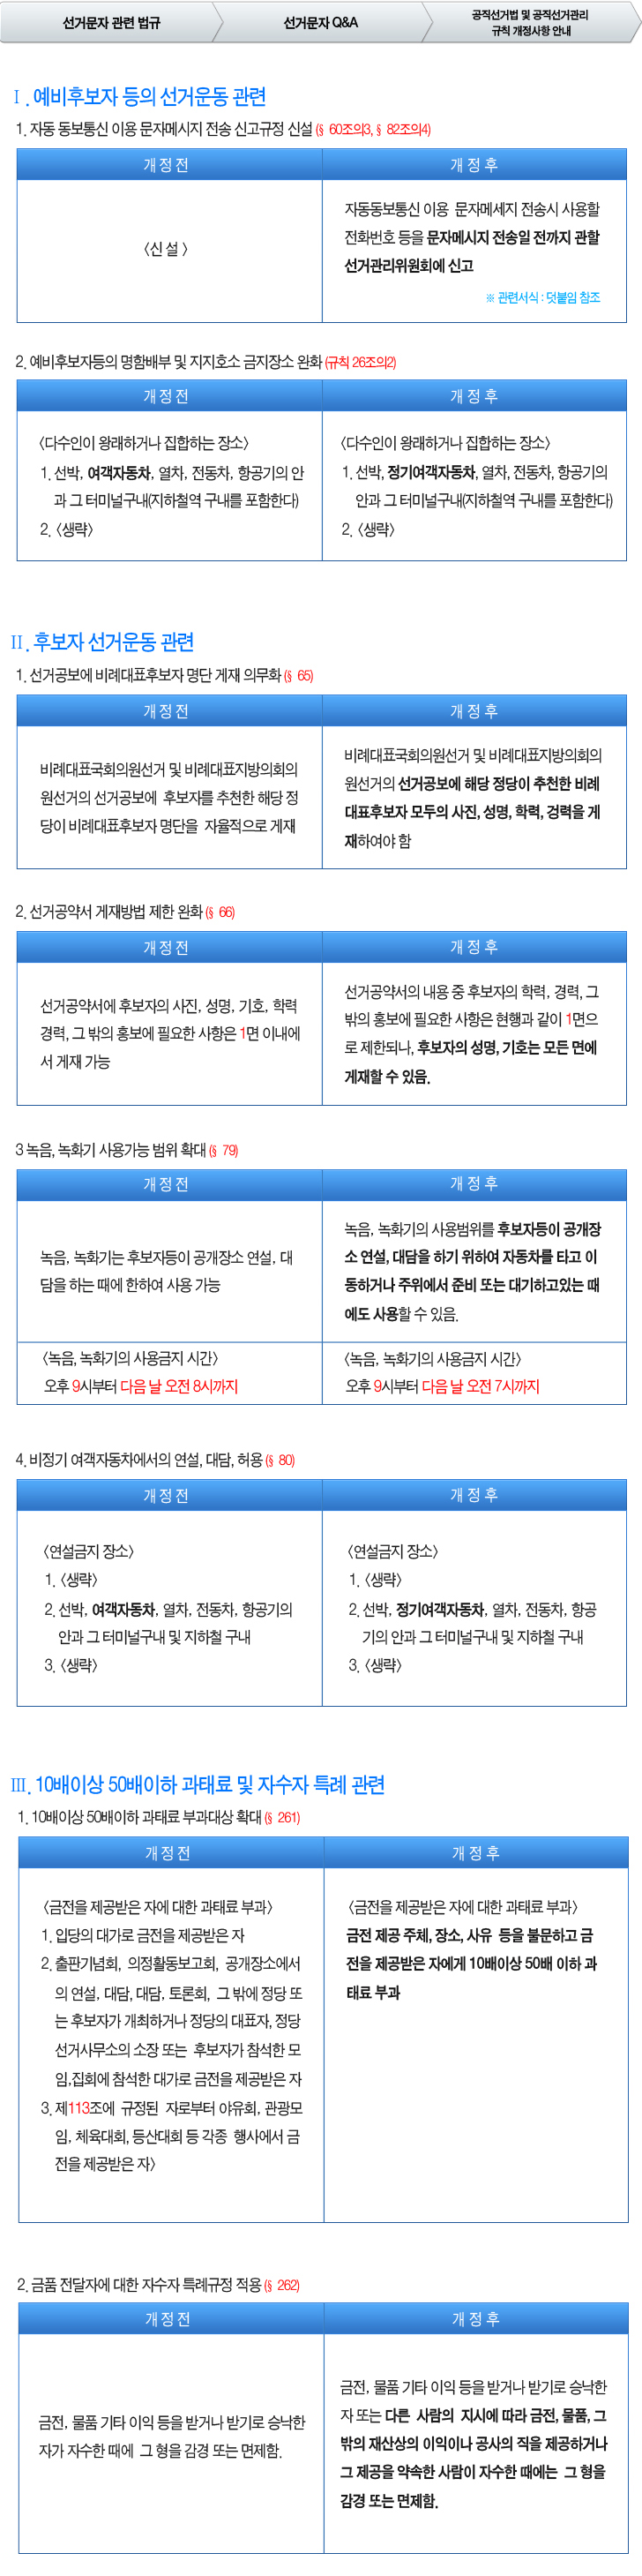 선거문자 관련 법규
선거문자 Q&A
공직선거법 및 공직선거관리
규칙 개정사항 안내
Ⅰ. 예비후보자 등의 선거운동 관련
1. 자동 동보통신 이용 문자메시지 전송 신고규정 신설 (§ 60조의3, § 82조의4)
개 정 전
개 정 후
〈신 설〉
자동동보통신 이용 문자메세지 전송시 사용할
전화번호 등을 문자메시지 전송일 전까지 관할
선거관리위원회에 신고
※ 관련서식 : 덧붙임 참조
2. 예비후보자등의 명함배부 및 지지호소 금지장소 완화 (규칙 26조의2)
개 정 전
개 정 후
〈다수인이 왕래하거나 집합하는 장소〉
1. 선박, 여객자동차, 열차, 전동차, 항공기의 안
과 그 터미널구내(지하철역 구내를 포함한다)
2. 〈생략〉
〈다수인이 왕래하거나 집합하는 장소〉
1. 선박, 정기여객자동차, 열차, 전동차, 항공기의
안과 그 터미널구내(지하철역 구내를 포함한다)
2. 〈생략〉
Ⅱ. 후보자 선거운동 관련
1. 선거공보에 비례대표후보자 명단 게재 의무화 (§ 65)
개 정 전
개 정 후
비례대표국회의원선거 및 비례대표지방의회의
원선거의 선거공보에 후보자를 추천한 해당 정
당이 비례대표후보자 명단을 자율적으로 게재
비례대표국회의원선거 및 비례대표지방의회의
원선거의 선거공보에 해당 정당이 추천한 비례
대표후보자 모두의 사진, 성명, 학력, 경력을 게
재하여야 함
2. 선거공약서 게재방법 제한 완화 (§ 66)
개 정 전
개 정 후
선거공약서에 후보자의 사진, 성명, 기호, 학력
경력, 그 밖의 홍보에 필요한 사항은 1면 이내에
서 게재 가능
선거공약서의 내용 중 후보자의 학력, 경력, 그
밖의 홍보에 필요한 사항은 현행과 같이 1면으
로 제한되나, 후보자의 성명, 기호는 모든 면에
게재할 수 있음.
3 녹음, 녹화기 사용가능 범위 확대 (§ 79)
개 정 전
개 정 후
녹음, 녹화기는 후보자등이 공개장소 연설, 대
담을 하는 때에 한하여 사용 가능
녹음, 녹화기의 사용범위를 후보자등이 공개장
소 연설, 대담을 하기 위하여 자동차를 타고 이
동하거나 주위에서 준비 또는 대기하고있는 때
에도 사용할 수 있음.
〈녹음, 녹화기의 사용금지 시간〉
오후 9시부터 다음 날 오전 8시까지
〈녹음, 녹화기의 사용금지 시간〉
오후 9시부터 다음 날 오전 7시까지
4. 비정기 여객자동차에서의 연설, 대담, 허용 (§ 80)
개 정 전
개 정 후
〈연설금지 장소〉
1. 〈생략〉
2. 선박, 여객자동차, 열차, 전동차, 항공기의
안과 그 터미널구내 및 지하철 구내
3. 〈생략〉
〈연설금지 장소〉
1. 〈생략〉
2. 선박, 정기여객자동차, 열차, 전동차, 항공
기의 안과 그 터미널구내 및 지하철 구내
3. 〈생략〉
Ⅲ. 10배이상 50배이하 과태료 및 자수자 특례 관련
1. 10배이상 50배이하 과태료 부과대상 확대 (§ 261)
개 정 전
개 정 후
〈금전을 제공받은 자에 대한 과태료 부과〉
1. 입당의 대가로 금전을 제공받은 자
2. 출판기념회, 의정활동보고회, 공개장소에서
의 연설, 대담, 대담, 토론회, 그 밖에 정당 또
는 후보자가 개최하거나 정당의 대표자, 정당
선거사무소의 소장 또는 후보자가 참석한 모
임,집회에 참석한 대가로 금전을 제공받은 자
3. 제113조에 규정된 자로부터 야유회, 관광모
임, 체육대회, 등산대회 등 각종 행사에서 금
전을 제공받은 자〉
〈금전을 제공받은 자에 대한 과태료 부과〉
금전 제공 주체, 장소, 사유 등을 불문하고 금
전을 제공받은 자에게 10배이상 50배 이하 과
태료 부과
2. 금품 전달자에 대한 자수자 특례규정 적용 (§ 262)
개 정 전
개 정 후
금전, 물품 기타 이익 등을 받거나 받기로 승낙한
자가 자수한 때에 그 형을 감경 또는 면제함.
금전, 물품 기타 이익 등을 받거나 받기로 승낙한
자 또는 다른 사람의 지시에 따라 금전, 물품, 그
밖의 재산상의 이익이나 공사의 직을 제공하거나
그 제공을 약속한 사람이 자수한 때에는 그 형을
감경 또는 면제함.